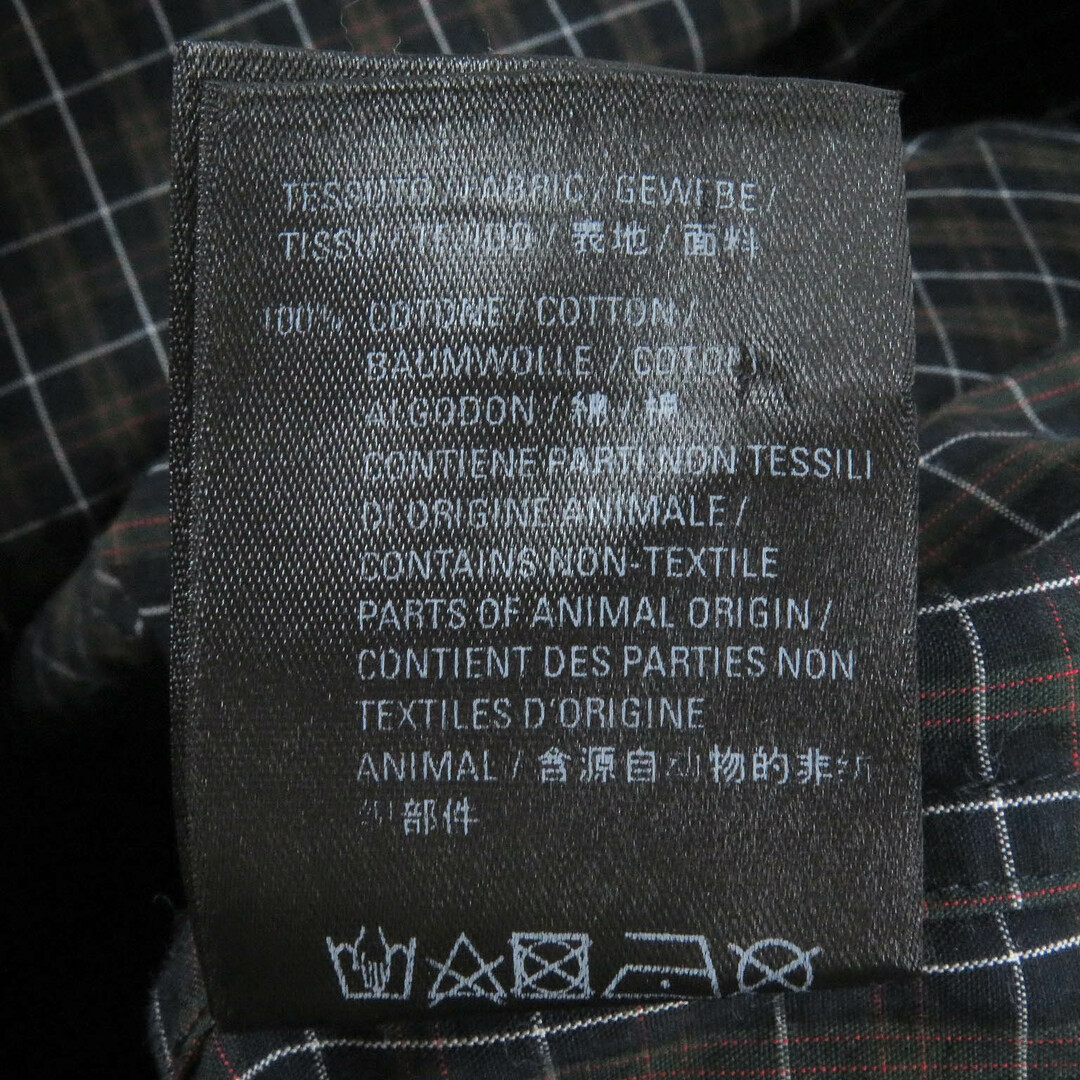 TESSUTO / FABRIC / GEWEBE /
TISSU / TEJIDO / 表地 / 面料
100% COTONE / COTTON /
BAUMWOLLE / COTON /
ALGODON / 綿 / 棉
CONTIENE PARTI NON TESSILI
DI ORIGINE ANIMALE /
CONTAINS NON-TEXTILE
PARTS OF ANIMAL ORIGIN /
CONTIENT DES PARTIES NON
TEXTILES D'ORIGINE
ANIMAL / 含源自动物的非纺
织部件